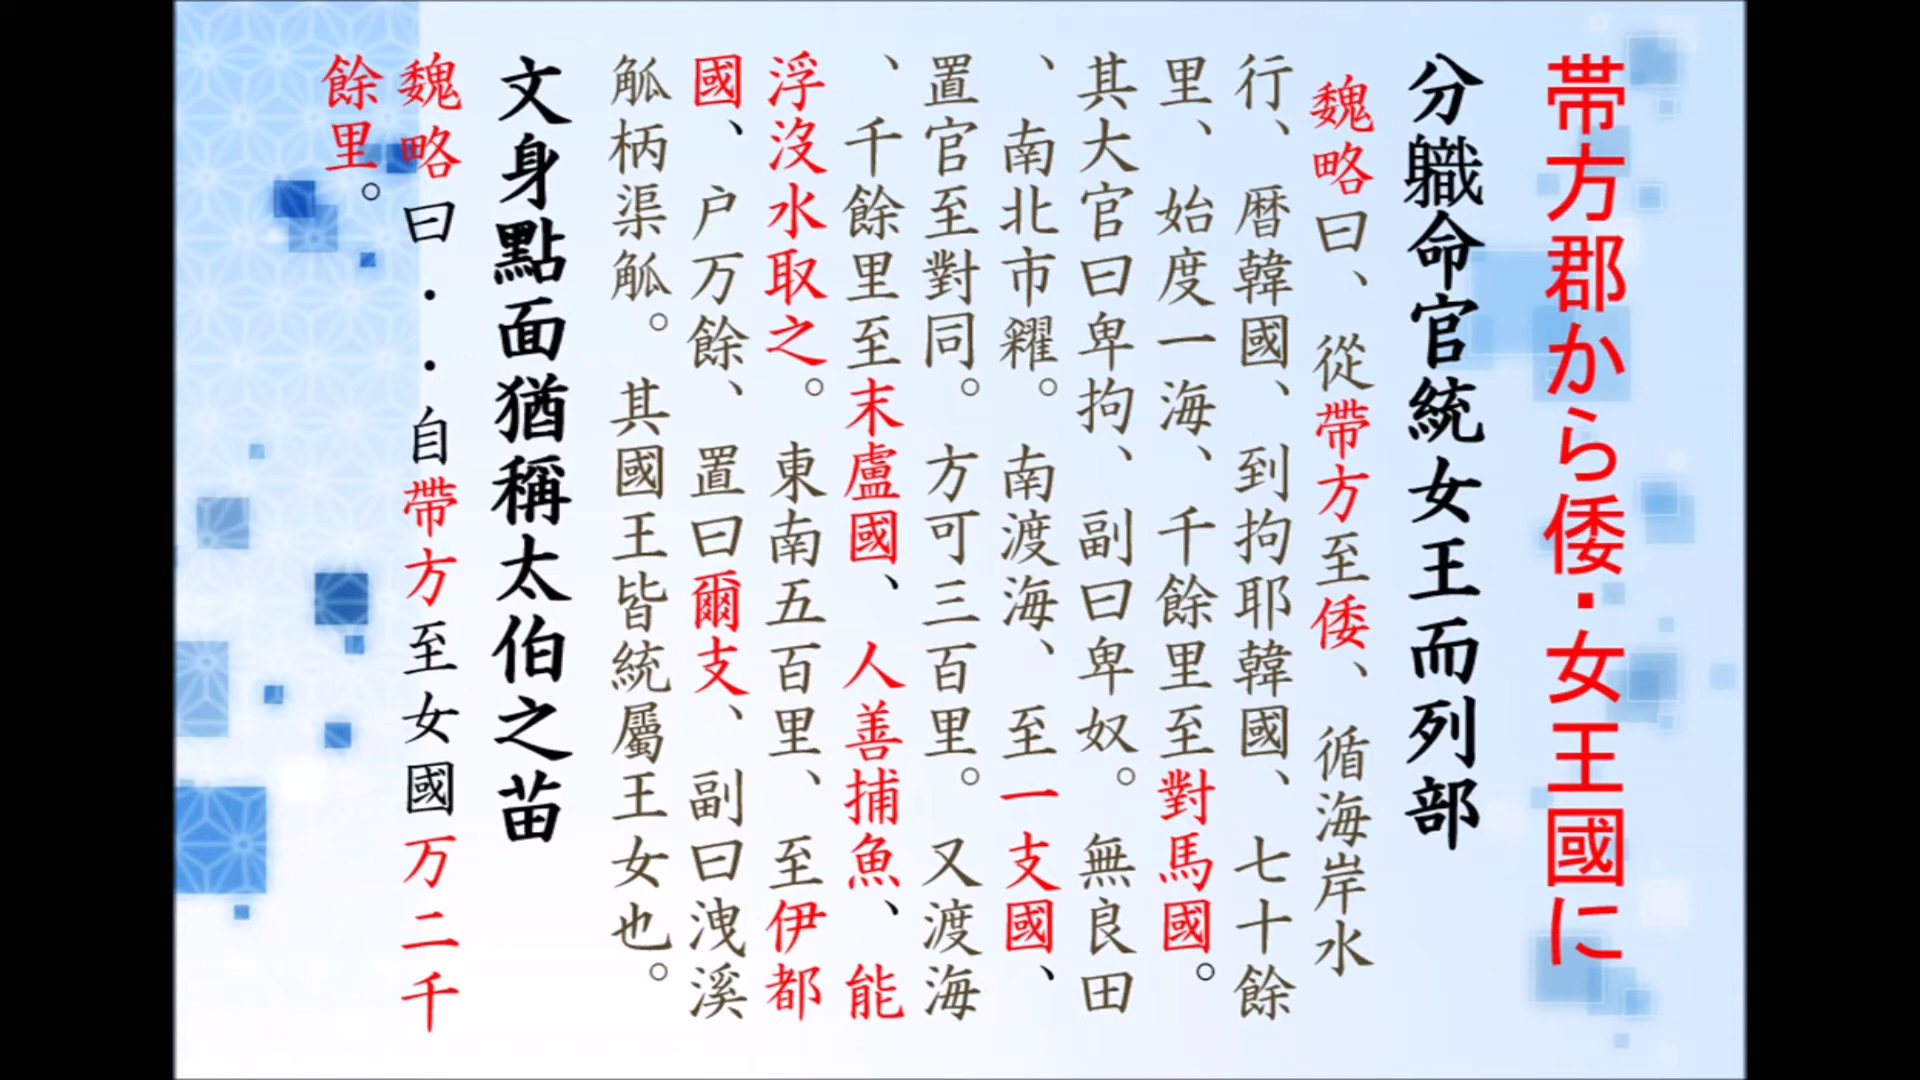 帯方郡から倭・女王國に
分職命官統女王而列部
魏略曰、從帶方至倭、循海岸水
行、暦韓國、到拘耶韓國、七十餘
里、始度一海、千餘里至對馬國。
其大官曰卑拘、副曰卑奴。無良田
、南北市糴。南渡海、至一支國、
置官至對同。方可三百里。又渡海
、千餘里至末盧國、人善捕魚、能
浮沒水取之。東南五百里、至伊都
國、户万餘、置曰爾支、副曰洩溪
觚柄渠觚。其國王皆統屬王女也。
文身點面猶稱太伯之苗
魏略曰・・自帶方至女國万二千
餘里。